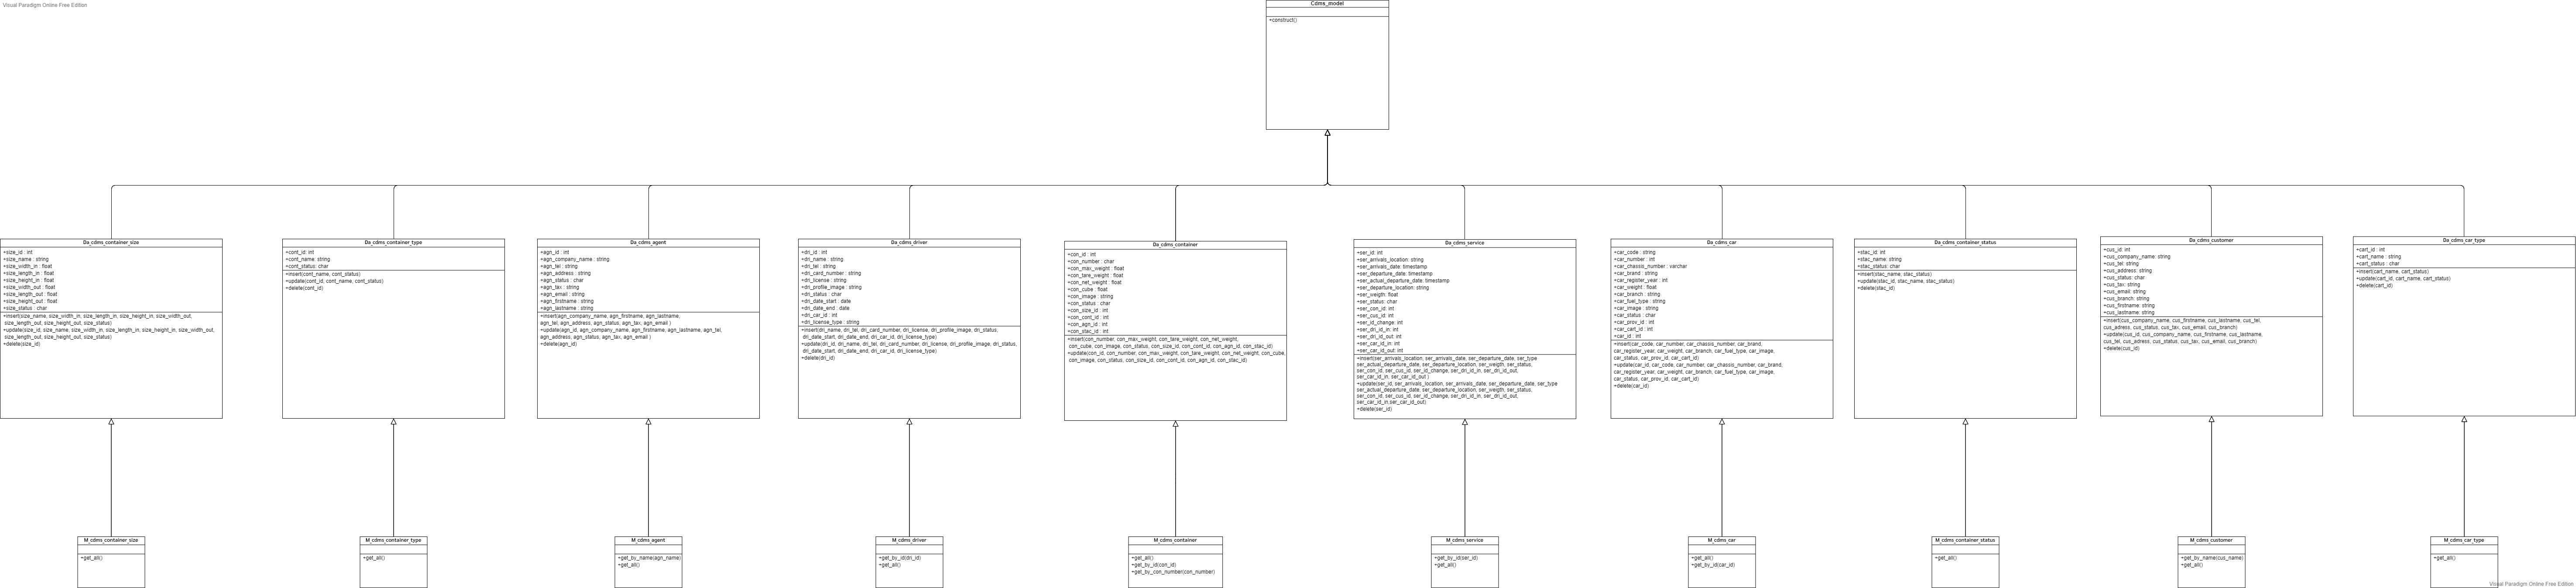 Visual Paradigm Online Free Edition
Cdms_model
+construct()
Da_cdms_container_size
+size_id : int
+size_name : string
+size_width_in : float
+size_length_in : float
+size_height_in : float
+size_width_out : float
+size_length_out : float
+size_height_out : float
+size_status : char
+insert(size_name, size_width_in, size_length_in, size_height_in, size_width_out,
size_length_out, size_height_out, size_status)
+update(size_id, size_name, size_width_in, size_length_in, size_height_in, size_width_out,
size_length_out, size_height_out, size_status)
+delete(size_id)
Da_cdms_container_type
+cont_id: int
+cont_name: string
+cont_status: char
+insert(cont_name, cont_status)
+update(cont_id, cont_name, cont_status)
+delete(cont_id)
Da_cdms_agent
+agn_id : int
+agn_company_name : string
+agn_tel : string
+agn_address : string
+agn_status : char
+agn_tax : string
+agn_email : string
+agn_firstname : string
+agn_lastname : string
+insert(agn_company_name, agn_firstname, agn_lastname,
agn_tel, agn_address, agn_status, agn_tax, agn_email )
+update(agn_id, agn_company_name, agn_firstname, agn_lastname, agn_tel,
agn_address, agn_status, agn_tax, agn_email )
+delete(agn_id)
Da_cdms_driver
+dri_id : int
+dri_name : string
+dri_tel : string
+dri_card_number : string
+dri_license : string
+dri_profile_image : string
+dri_status : char
+dri_date_start : date
+dri_date_end : date
+dri_car_id : int
+dri_license_type : string
+insert(dri_name, dri_tel, dri_card_number, dri_license, dri_profile_image, dri_status,
dri_date_start, dri_date_end, dri_car_id. dri_license_type)
+update(dri_id, dri_name, dri_tel, dri_card_number, dri_license, dri_profile_image, dri_status,
dri_date_start, dri_date_end, dri_car_id. dri_license_type)
+delete(dri_id)
Da_cdms_container
+con_id : int
+con_number : char
+con_max_weight : float
+con_tare_weight : float
+con_net_weight : float
+con_cube : float
+con_image : string
+con_status : char
+con_size_id : int
+con_cont_id : int
+con_agn_id : int
+con_stac_id : int
+insert(con_number, con_max_weight, con_tare_weight, con_net_weight,
con_cube, con_image, con_status, con_size_id, con_cont_id, con_agn_id, con_stac_id)
+update(con_id, con_number, con_max_weight, con_tare_weight, con_net_weight, con_cube,
con_image, con_status, con_size_id, con_cont_id, con_agn_id, con_stac_id)
Da_cdms_service
+ser_id: int
+ser_arrivals_location: string
+ser_arrivals_date: timestamp
+ser_departure_date: timestamp
+ser_actual_departure_date: timestamp
+ser_departure_location: string
+ser_weigth: float
+ser_status: char
+ser_con_id: int
+ser_cus_id: int
+ser_id_change: int
+ser_dri_id_in: int
+ser_dri_id_out: int
+ser_car_id_in: int
+ser_car_id_out: int
+insert(ser_arrivals_location, ser_arrivals_date, ser_departure_date, ser_type
ser_actual_departure_date, ser_departure_location, ser_weigth, ser_status,
ser_con_id, ser_cus_id, ser_id_change, ser_dri_id_in, ser_dri_id_out,
ser_car_id_in, ser_car_id_out )
+update(ser_id, ser_arrivals_location, ser_arrivals_date, ser_departure_date, ser_type
ser_actual_departure_date, ser_departure_location, ser_weigth, ser_status,
ser_con_id, ser_cus_id, ser_id_change, ser_dri_id_in, ser_dri_id_out,
ser_car_id_in,ser_car_id_out)
+delete(ser_id)
Da_cdms_car
+car_code : string
+car_number : int
+car_chassis_number : varchar
+car_brand : string
+car_register_year : int
+car_weight : float
+car_branch : string
+car_fuel_type : string
+car_image : string
+car_status : char
+car_prov_id : int
+car_cart_id : int
+car_id : int
+insert(car_code, car_number, car_chassis_number, car_brand,
car_register_year, car_weight, car_branch, car_fuel_type, car_image,
car_status, car_prov_id, car_cart_id)
+update(car_id, car_code, car_number, car_chassis_number, car_brand,
car_register_year, car_weight, car_branch, car_fuel_type, car_image,
car_status, car_prov_id, car_cart_id)
+delete(car_id)
Da_cdms_container_status
+stac_id: int
+stac_name: string
+stac_status: char
+insert(stac_name, stac_status)
+update(stac_id, stac_name, stac_status)
+delete(stac_id)
Da_cdms_customer
+cus_id: int
+cus_company_name: string
+cus_tel: string
+cus_address: string
+cus_status: char
+cus_tax: string
+cus_email: string
+cus_branch: string
+cus_firstname: string
+cus_lastname: string
+insert(cus_company_name, cus_firstname, cus_lastname, cus_tel,
cus_adress, cus_status, cus_tax, cus_email, cus_branch)
+update(cus_id, cus_company_name, cus_firstname, cus_lastname,
cus_tel, cus_adress, cus_status, cus_tax, cus_email, cus_branch)
+delete(cus_id)
Da_cdms_car_type
+cart_id : int
+cart_name : string
+cart_status : char
+insert(cart_name, cart_status)
+update(cart_id, cart_name, cart_status)
+delete(cart_id)
M_cdms_container_size
+get_all()
M_cdms_container_type
+get_all()
M_cdms_agent
+get_by_name(agn_name)
+get_all()
M_cdms_driver
+get_by_id(dri_id)
+get_all()
M_cdms_container
+get_all()
+get_by_id(con_id)
+get_by_con_number(con_number)
M_cdms_service
+get_by_id(ser_id)
+get_all()
M_cdms_car
+get_all()
+get_by_id(car_id)
M_cdms_container_status
+get_all()
M_cdms_customer
+get_by_name(cus_name)
+get_all()
M_cdms_car_type
+get_all()
Visual Paradigm Online Free Edition